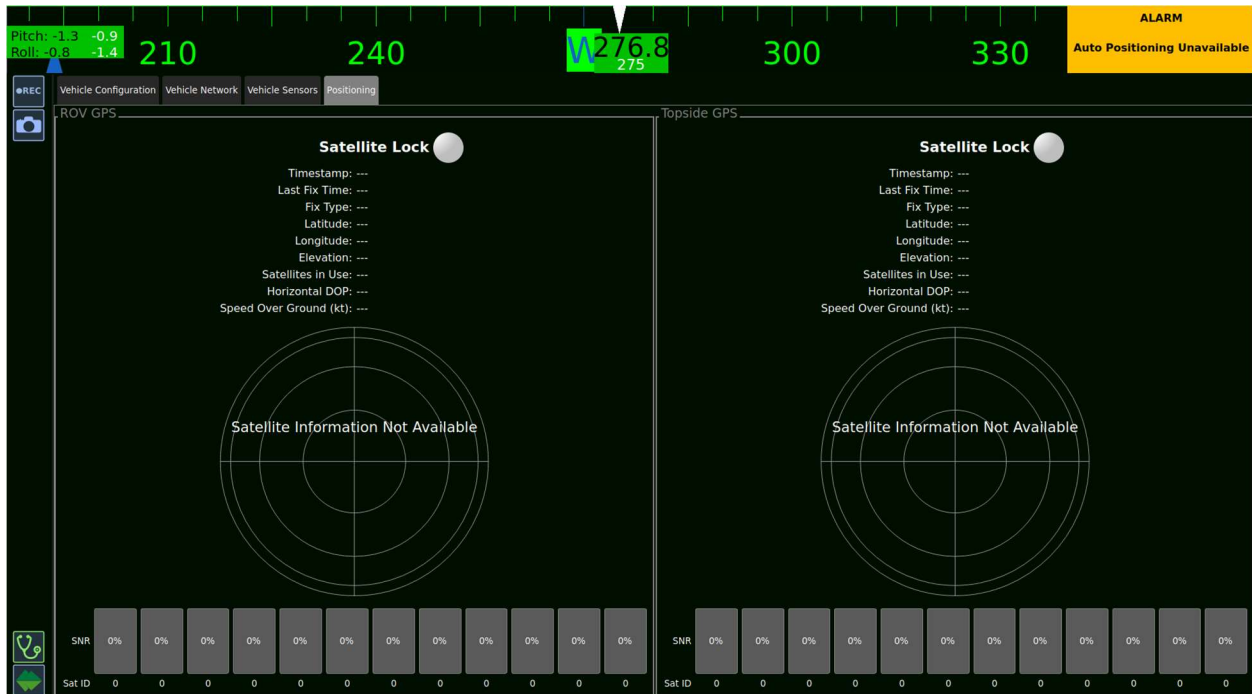 Pitch: -1.3 -0.9
Roll: -0.8 -1.4
210 240 W 276.8 300 330
275
ALARM
Auto Positioning Unavailable
REC
Vehicle Configuration Vehicle Network Vehicle Sensors Positioning
ROV GPS
Satellite Lock
Timestamp: ---
Last Fix Time: ---
Fix Type: ---
Latitude: ---
Longitude: ---
Elevation: ---
Satellites in Use: ---
Horizontal DOP: ---
Speed Over Ground (kt): ---
Satellite Information Not Available
SNR 0% 0% 0% 0% 0% 0% 0% 0% 0% 0% 0% 0%
Sat ID 0 0 0 0 0 0 0 0 0 0 0 0
Topside GPS
Satellite Lock
Timestamp: ---
Last Fix Time: ---
Fix Type: ---
Latitude: ---
Longitude: ---
Elevation: ---
Satellites in Use: ---
Horizontal DOP: ---
Speed Over Ground (kt): ---
Satellite Information Not Available
SNR 0% 0% 0% 0% 0% 0% 0% 0% 0% 0% 0% 0%
Sat ID 0 0 0 0 0 0 0 0 0 0 0 0